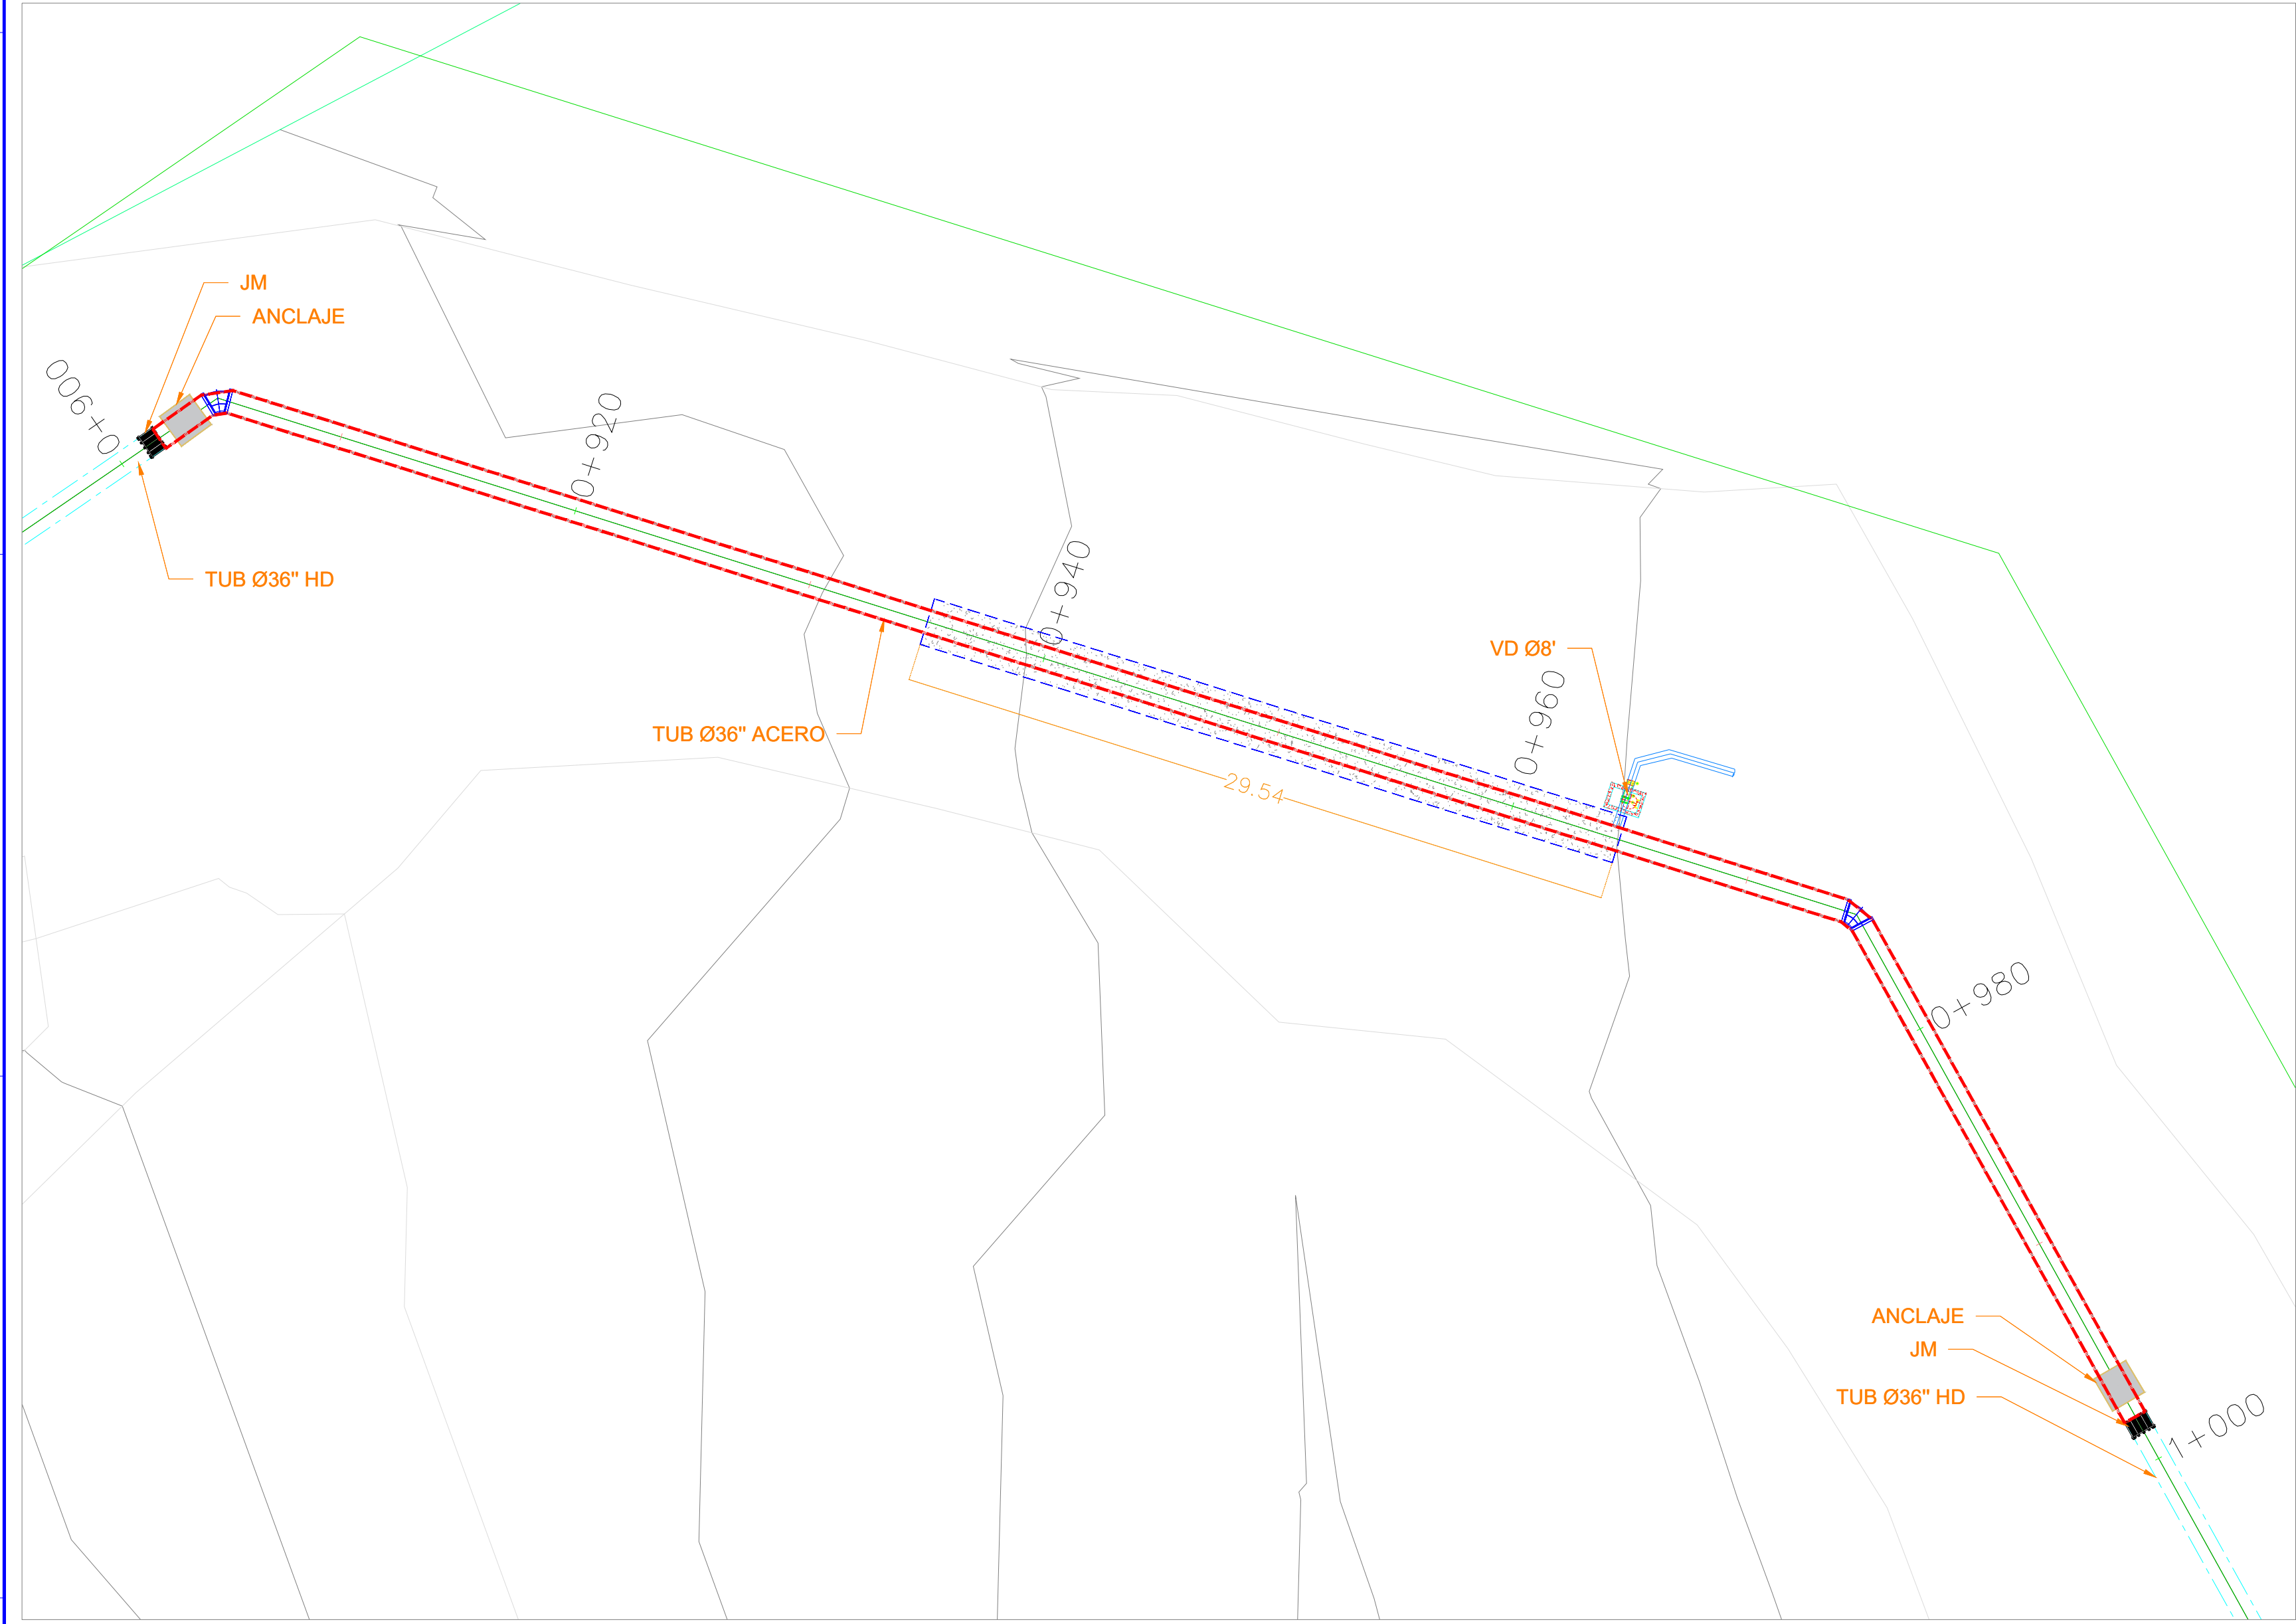 JM
ANCLAJE
0+900
TUB Ø36" HD
0+920
0+940
TUB Ø36" ACERO
29.54
VD Ø8'
0+960
0+980
ANCLAJE
JM
TUB Ø36" HD
1+000